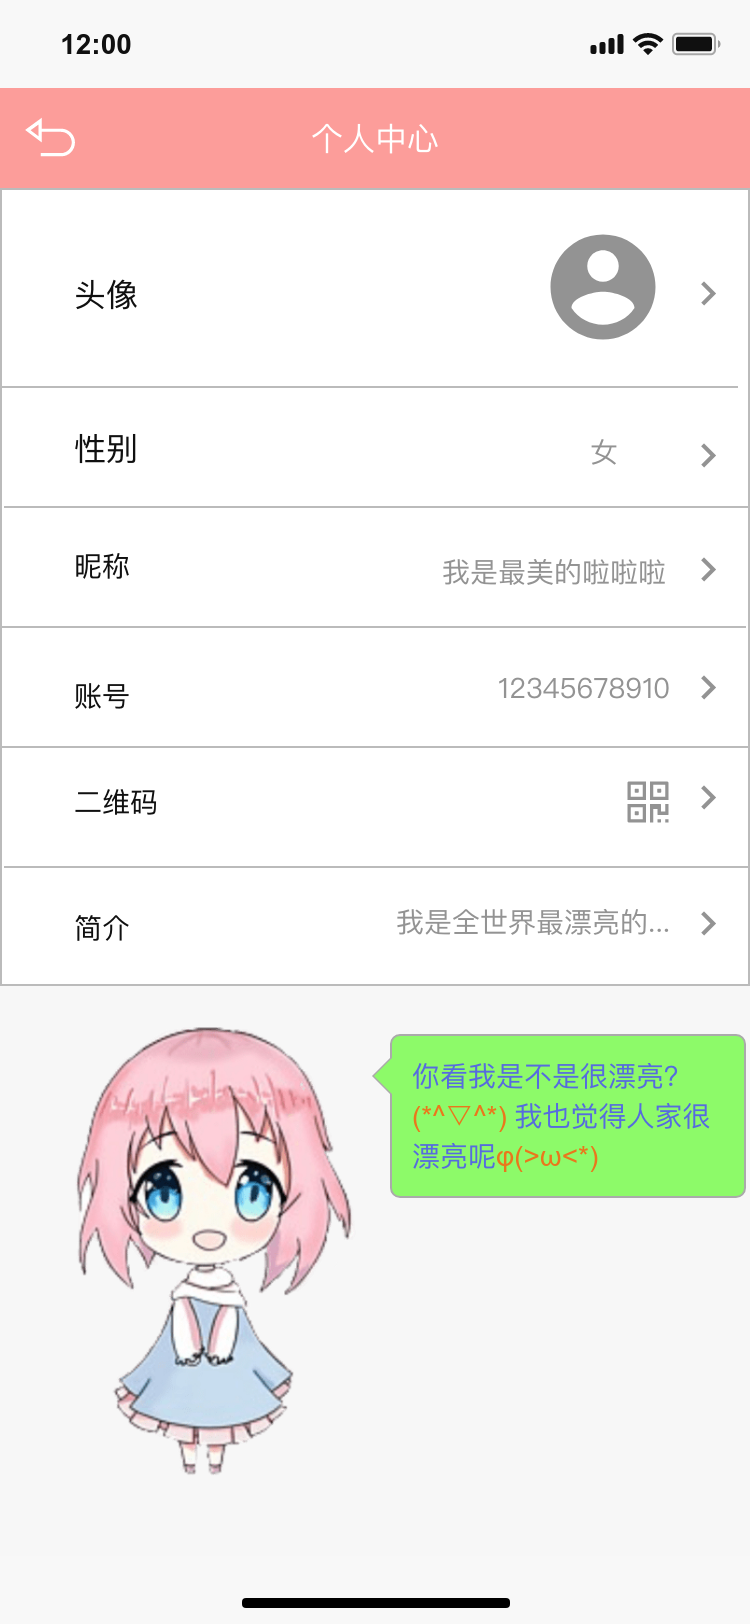 12:00
个人中心
头像
性别
女
昵称
我是最美的啦啦啦
账号
12345678910
二维码
简介
我是全世界最漂亮的...
你看我是不是很漂亮?
(*^▽^*) 我也觉得人家很
漂亮呢φ(>ω<*)